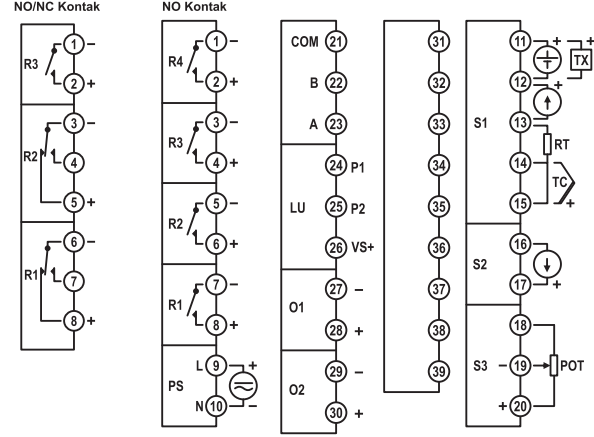 NO/NC Kontak
R3
1 −
2 +
R2
3 −
4
5 +
R1
6 −
7
8 +
NO Kontak
R4
1 −
2 +
R3
3 −
4 +
R2
5 −
6 +
R1
7 −
8 +
PS
L 9 +
N 10 −
COM 21
B 22
A 23
LU
24 P1
25 P2
26 VS+
O1
27 −
28 +
O2
29 −
30 +
31
32
33
34
35
36
37
38
39
S1
11 + +
TX
12 +
13
RT
14
TC
15 +
S2
16
17 +
S3
18
− 19 POT
+ 20